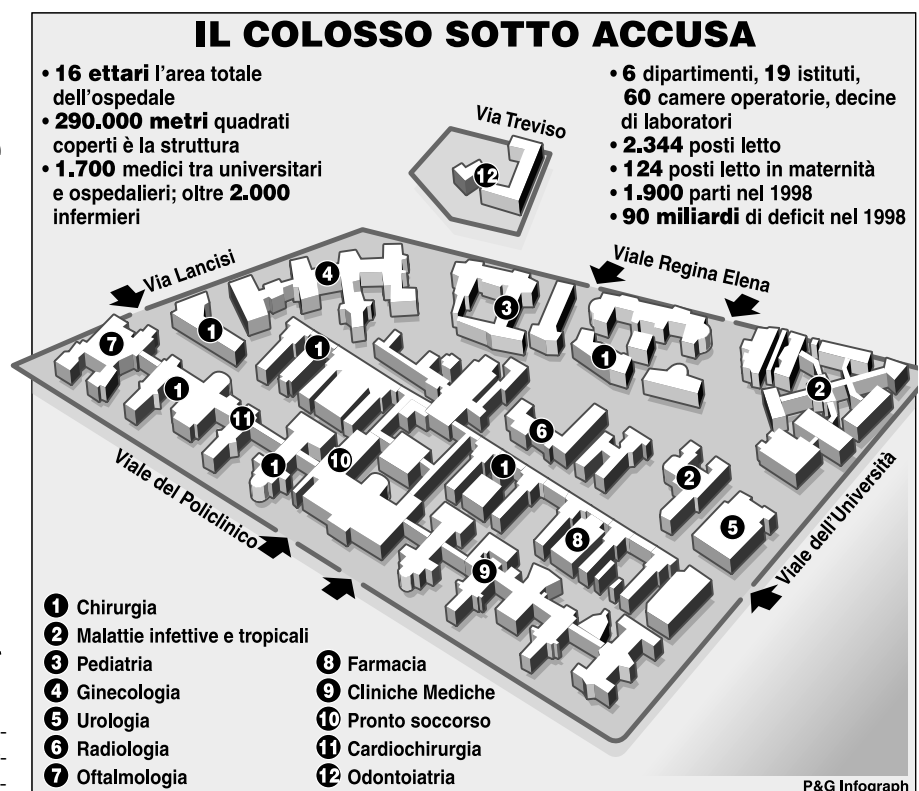 IL COLOSSO SOTTO ACCUSA
• 16 ettari l'area totale
dell'ospedale
• 290.000 metri quadrati
coperti è la struttura
• 1.700 medici tra universitari
e ospedalieri; oltre 2.000
infermieri
• 6 dipartimenti, 19 istituti,
60 camere operatorie, decine
di laboratori
• 2.344 posti letto
• 124 posti letto in maternità
• 1.900 parti nel 1998
• 90 miliardi di deficit nel 1998
Via Treviso
12
Via Lancisi
Viale Regina Elena
4
3
7
1
1
1
2
1
11
6
1
10
1
2
5
Viale del Policlinico
8
9
Viale dell'Università
1 Chirurgia
2 Malattie infettive e tropicali
3 Pediatria
4 Ginecologia
5 Urologia
6 Radiologia
7 Oftalmologia
8 Farmacia
9 Cliniche Mediche
10 Pronto soccorso
11 Cardiochirurgia
12 Odontoiatria
P&G Infograph